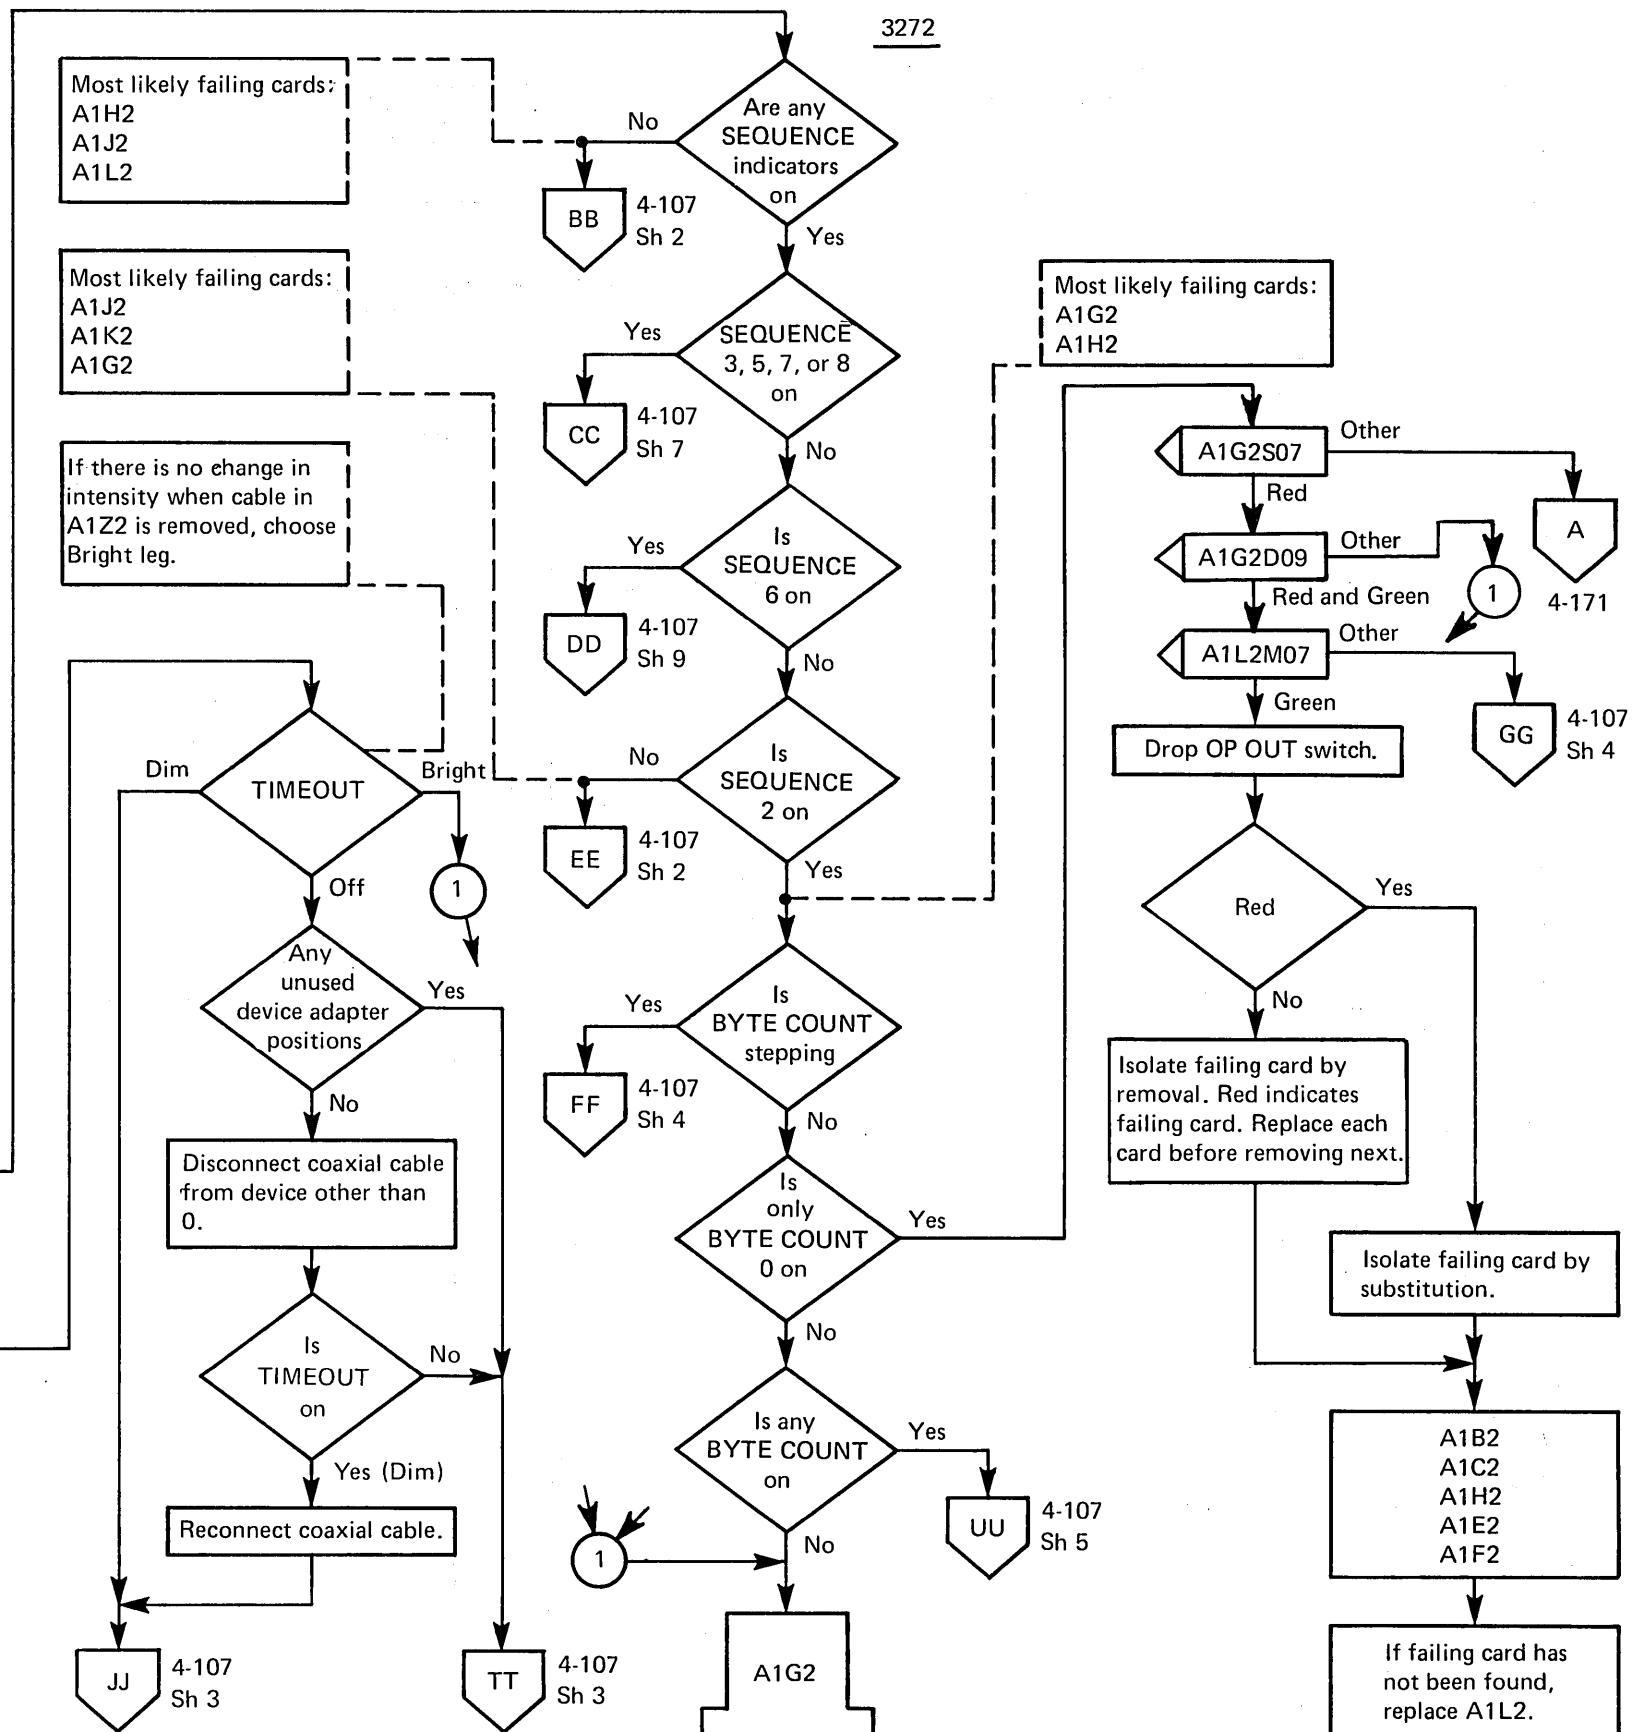 3272
Most likely failing cards:
A1H2
A1J2
A1L2
No
Are any
SEQUENCE
indicators
on
BB
4-107
Sh 2
Yes
Most likely failing cards:
A1J2
A1K2
A1G2
Yes
SEQUENCE
3, 5, 7, or 8
on
CC
4-107
Sh 7
No
Most likely failing cards:
A1G2
A1H2
If there is no change in
intensity when cable in
A1Z2 is removed, choose
Bright leg.
Yes
Is
SEQUENCE
6 on
DD
4-107
Sh 9
No
Dim
TIMEOUT
Bright
1
Off
No
Is
SEQUENCE
2 on
EE
4-107
Sh 2
Yes
Any
unused
device adapter
positions
Yes
No
Disconnect coaxial cable
from device other than
0.
Is
TIMEOUT
on
No
Yes (Dim)
Reconnect coaxial cable.
JJ
4-107
Sh 3
TT
4-107
Sh 3
Yes
Is
BYTE COUNT
stepping
FF
4-107
Sh 4
No
Is
only
BYTE COUNT
0 on
Yes
No
Is any
BYTE COUNT
on
Yes
UU
4-107
Sh 5
No
1
A1G2
A1G2S07
Other
A
4-171
Red
A1G2D09
Other
1
Red and Green
A1L2M07
Other
GG
4-107
Sh 4
Green
Drop OP OUT switch.
Red
Yes
No
Isolate failing card by
removal. Red indicates
failing card. Replace each
card before removing next.
Isolate failing card by
substitution.
A1B2
A1C2
A1H2
A1E2
A1F2
If failing card has
not been found,
replace A1L2.